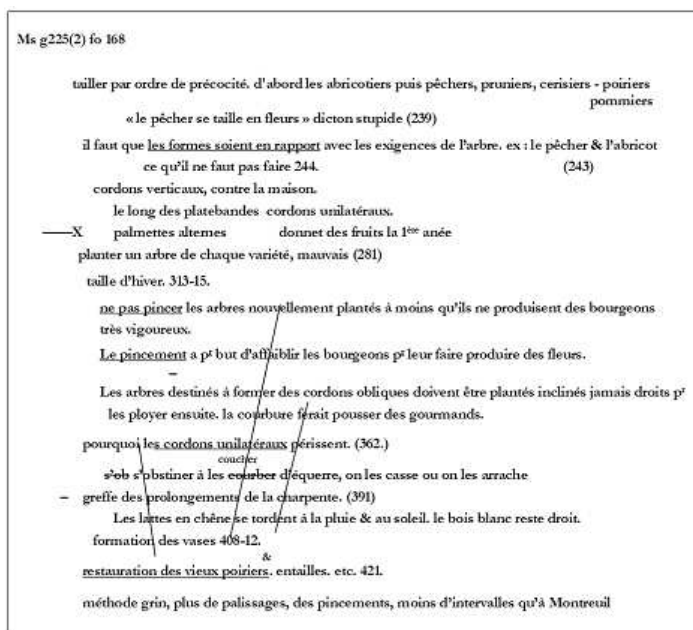 Ms g225(2) fo 168
tailler par ordre de précocité. d'abord les abricotiers puis pêchers, pruniers, cerisiers - poiriers
pommiers
« le pêcher se taille en fleurs » dicton stupide (239)
il faut que les formes soient en rapport avec les exigences de l'arbre. ex : le pêcher & l'abricot
ce qu'il ne faut pas faire 244. (243)
cordons verticaux, contre la maison.
le long des platebandes cordons unilatéraux.
——X palmettes alternes donnet des fruits la 1ère anée
planter un arbre de chaque variété, mauvais (281)
taille d'hiver. 313-15.
ne pas pincer les arbres nouvellement plantés à moins qu'ils ne produisent des bourgeons
très vigoureux.
Le pincement a pr but d'affaiblir les bourgeons pr leur faire produire des fleurs.
–
Les arbres destinés à former des cordons obliques doivent être plantés inclinés jamais droits pr
les ployer ensuite. la courbure ferait pousser des gourmands.
pourquoi les cordons unilatéraux périssent. (362.)
coucher
s'ob s'obstiner à les courber d'équerre, on les casse ou on les arrache
– greffe des prolongements de la charpente. (391)
Les lattes en chêne se tordent à la pluie & au soleil. le bois blanc reste droit.
formation des vases 408-12.
&
restauration des vieux poiriers. entailles. etc. 421.
méthode grin, plus de palissages, des pincements, moins d'intervalles qu'à Montreuil